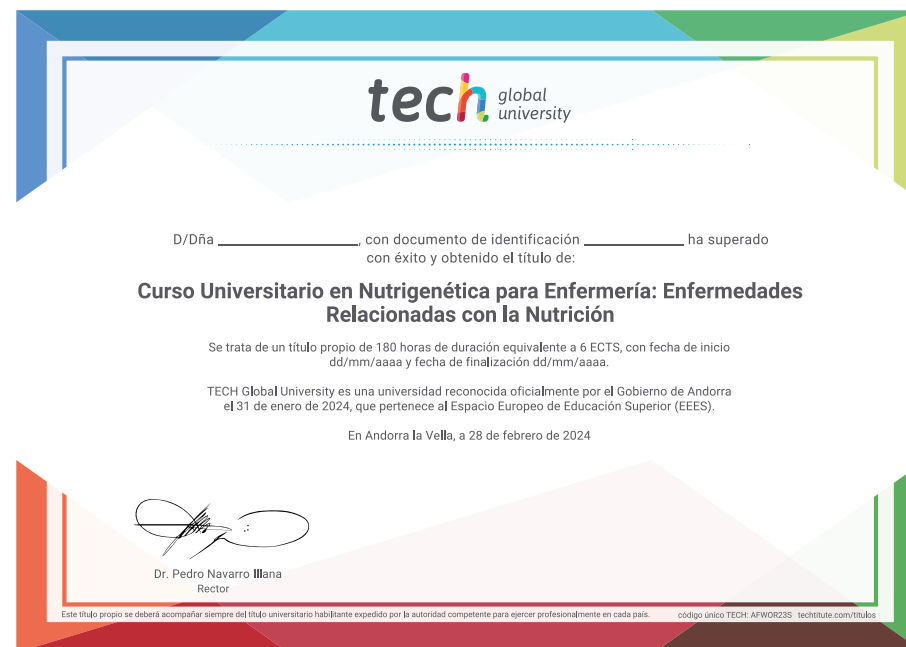 tech global university
D/Dña ______________, con documento de identificación __________ ha superado
con éxito y obtenido el título de:
Curso Universitario en Nutrigenética para Enfermería: Enfermedades
Relacionadas con la Nutrición
Se trata de un título propio de 180 horas de duración equivalente a 6 ECTS, con fecha de inicio
dd/mm/aaaa y fecha de finalización dd/mm/aaaa.
TECH Global University es una universidad reconocida oficialmente por el Gobierno de Andorra
el 31 de enero de 2024, que pertenece al Espacio Europeo de Educación Superior (EEES).
En Andorra la Vella, a 28 de febrero de 2024
Dr. Pedro Navarro Illana
Rector
Este título propio se deberá acompañar siempre del título universitario habilitante expedido por la autoridad competente para ejercer profesionalmente en cada país. código único TECH: AFWOR23S techtitute.com/titulos